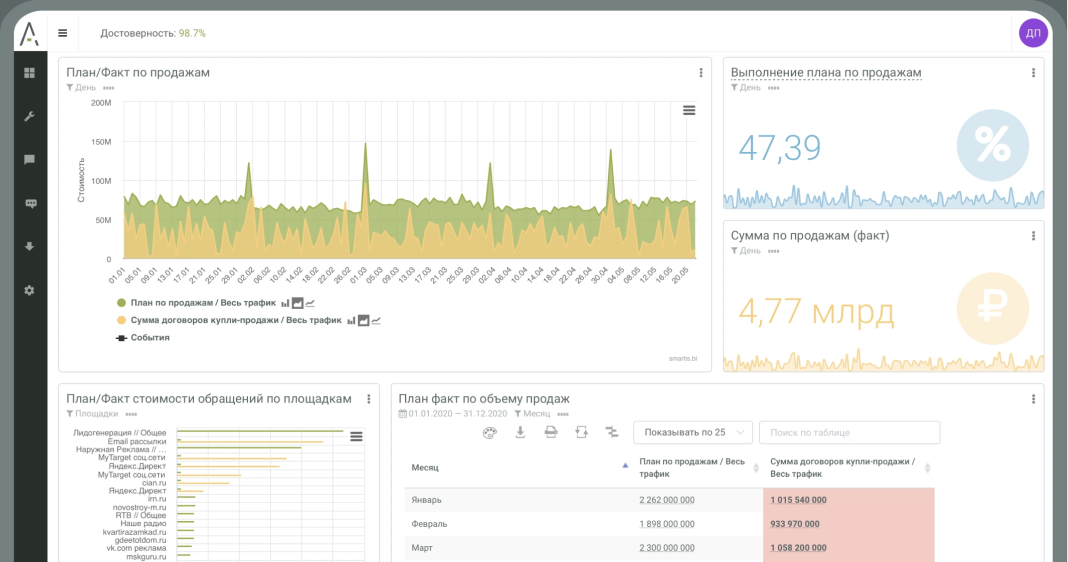 Достоверность: 98.7%
ДП
План/Факт по продажам
День
200M
150M
100M
50M
0
Стоимость
01.01 05.01 09.01 13.01 17.01 21.01 25.01 29.01 02.02 06.02 10.02 14.02 18.02 22.02 26.02 01.03 05.03 09.03 13.03 17.03 21.03 25.03 29.03 02.04 06.04 10.04 14.04 18.04 22.04 26.04 30.04 04.05 08.05 12.05 16.05 20.05
План по продажам / Весь трафик
Сумма договоров купли-продажи / Весь трафик
События
smartis.bi
Выполнение плана по продажам
День
47,39
%
Сумма по продажам (факт)
День
4,77 млрд
₽
План/Факт стоимости обращений по площадкам
Площадки
Лидогенерация // Общее
Email рассылки
Наружная Реклама // ...
MyTarget соц.сети
Яндекс.Директ
MyTarget соц.сети
cian.ru
Яндекс.Директ
irn.ru
novostroy-m.ru
RTB // Общее
Наше радио
kvartirazamkad.ru
gdeetotdom.ru
vk.com реклама
mskguru.ru
План факт по объему продаж
01.01.2020 — 31.12.2020 Месяц
Показывать по 25
Поиск по таблице
Месяц
План по продажам / Весь
трафик
Сумма договоров купли-продажи /
Весь трафик
Январь 2 262 000 000 1 015 540 000
Февраль 1 898 000 000 933 970 000
Март 2 300 000 000 1 058 200 000